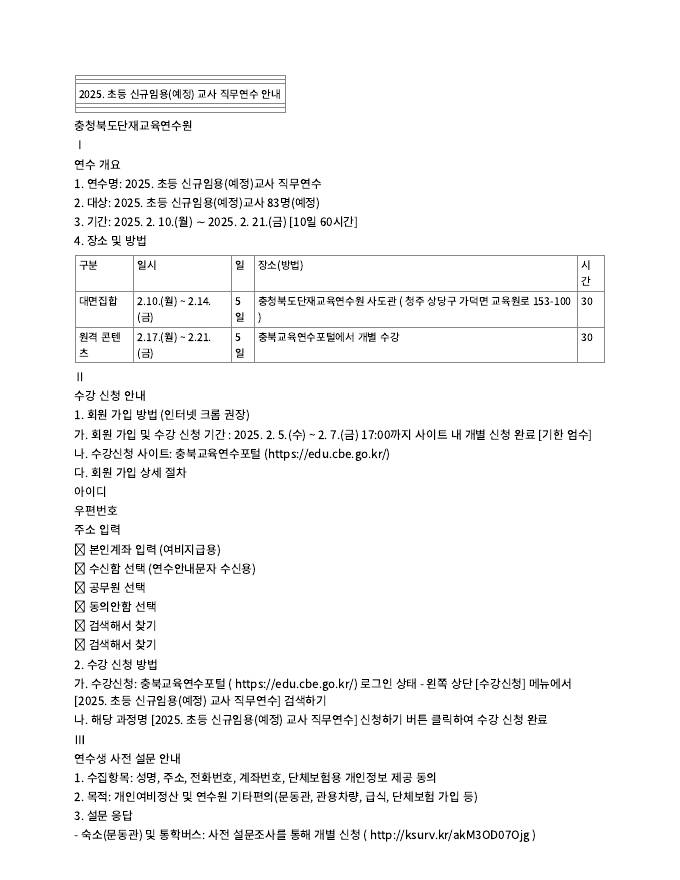 2025. 초등 신규임용(예정) 교사 직무연수 안내
충청북도단재교육연수원
Ⅰ
연수 개요
1. 연수명: 2025. 초등 신규임용(예정)교사 직무연수
2. 대상: 2025. 초등 신규임용(예정)교사 83명(예정)
3. 기간: 2025. 2. 10.(월) ~ 2025. 2. 21.(금) [10일 60시간]
4. 장소 및 방법
구분 일시 일 장소(방법) 시
간
대면집합 2.10.(월) ~ 2.14. 5 충청북도단재교육연수원 사도관 ( 청주 상당구 가덕면 교육원로 153-100 30
(금) 일 )
원격 콘텐 2.17.(월) ~ 2.21. 5 충북교육연수포털에서 개별 수강 30
츠 (금) 일
Ⅱ
수강 신청 안내
1. 회원 가입 방법 (인터넷 크롬 권장)
가. 회원 가입 및 수강 신청 기간 : 2025. 2. 5.(수) ~ 2. 7.(금) 17:00까지 사이트 내 개별 신청 완료 [기한 엄수]
나. 수강신청 사이트: 충북교육연수포털 (https://edu.cbe.go.kr/)
다. 회원 가입 상세 절차
아이디
우편번호
주소 입력
☒ 본인계좌 입력 (여비지급용)
☒ 수신함 선택 (연수안내문자 수신용)
☒ 공무원 선택
☒ 동의안함 선택
☒ 검색해서 찾기
☒ 검색해서 찾기
2. 수강 신청 방법
가. 수강신청: 충북교육연수포털 ( https://edu.cbe.go.kr/) 로그인 상태 - 왼쪽 상단 [수강신청] 메뉴에서
[2025. 초등 신규임용(예정) 교사 직무연수] 검색하기
나. 해당 과정명 [2025. 초등 신규임용(예정) 교사 직무연수] 신청하기 버튼 클릭하여 수강 신청 완료
Ⅲ
연수생 사전 설문 안내
1. 수집항목: 성명, 주소, 전화번호, 계좌번호, 단체보험용 개인정보 제공 동의
2. 목적: 개인여비정산 및 연수원 기타편의(문동관, 관용차량, 급식, 단체보험 가입 등)
3. 설문 응답
- 숙소(문동관) 및 통학버스: 사전 설문조사를 통해 개별 신청 ( http://ksurv.kr/akM3OD07Ojg )